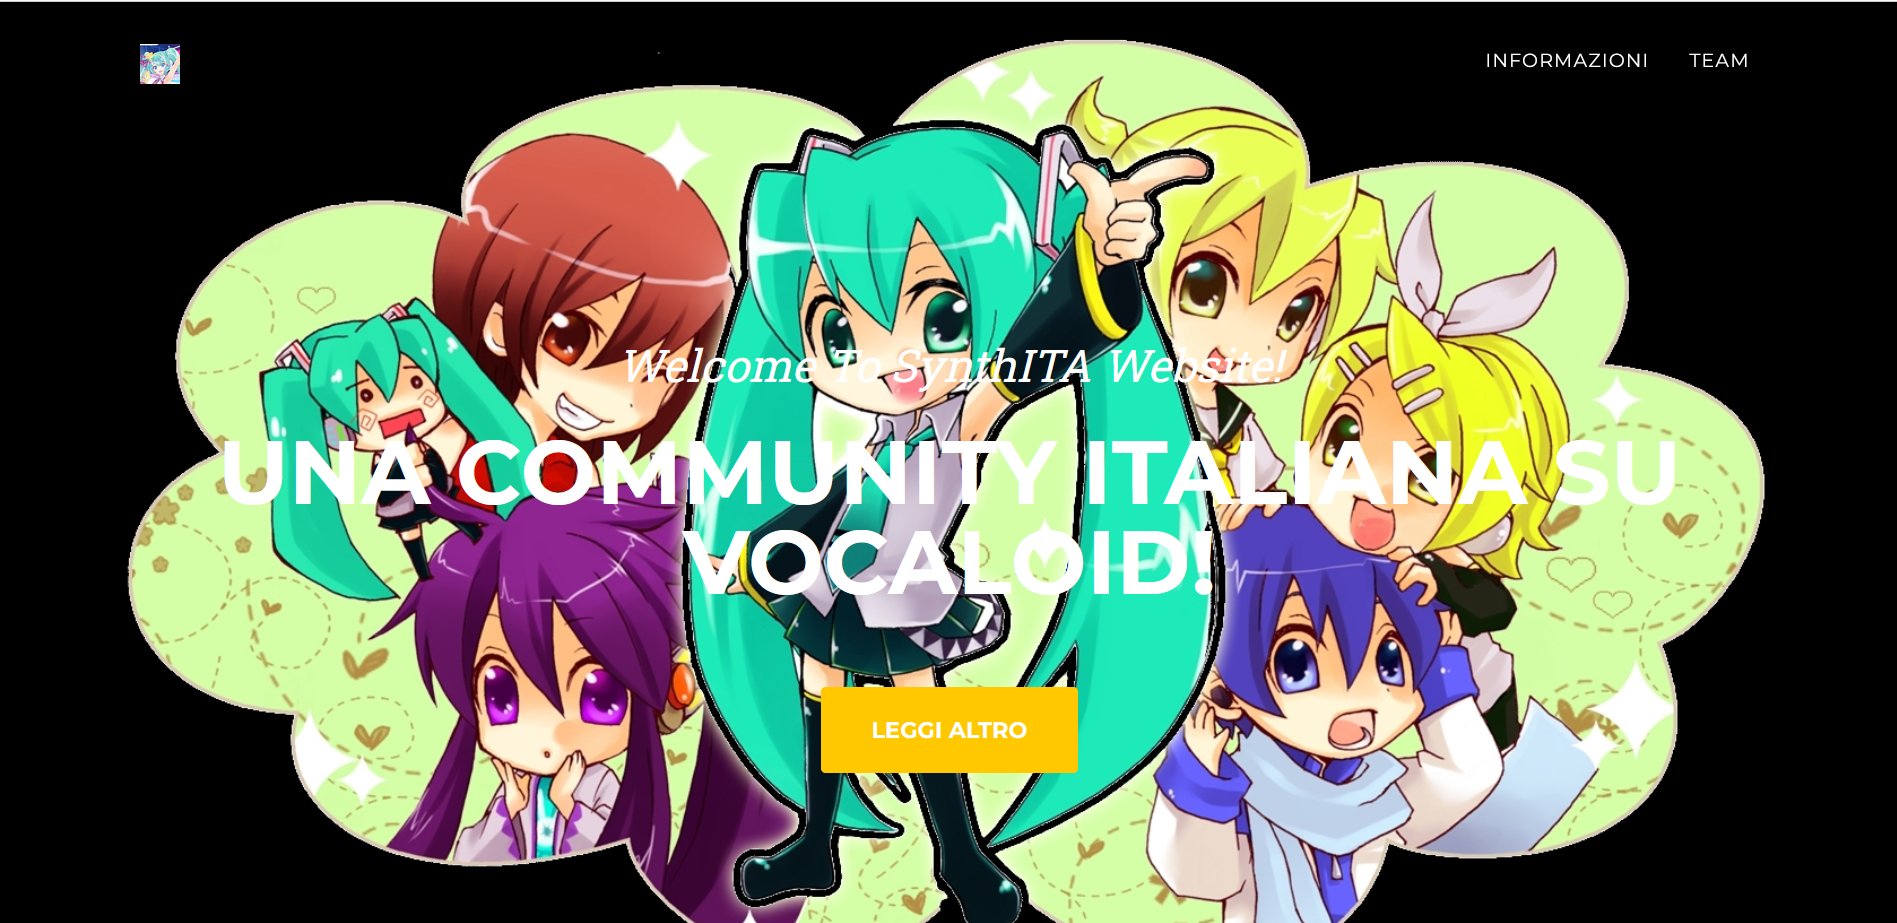 INFORMAZIONI TEAM
Welcome To SynthITA Website!
UNA COMMUNITY ITALIANA SU
VOCALOID!
LEGGI ALTRO